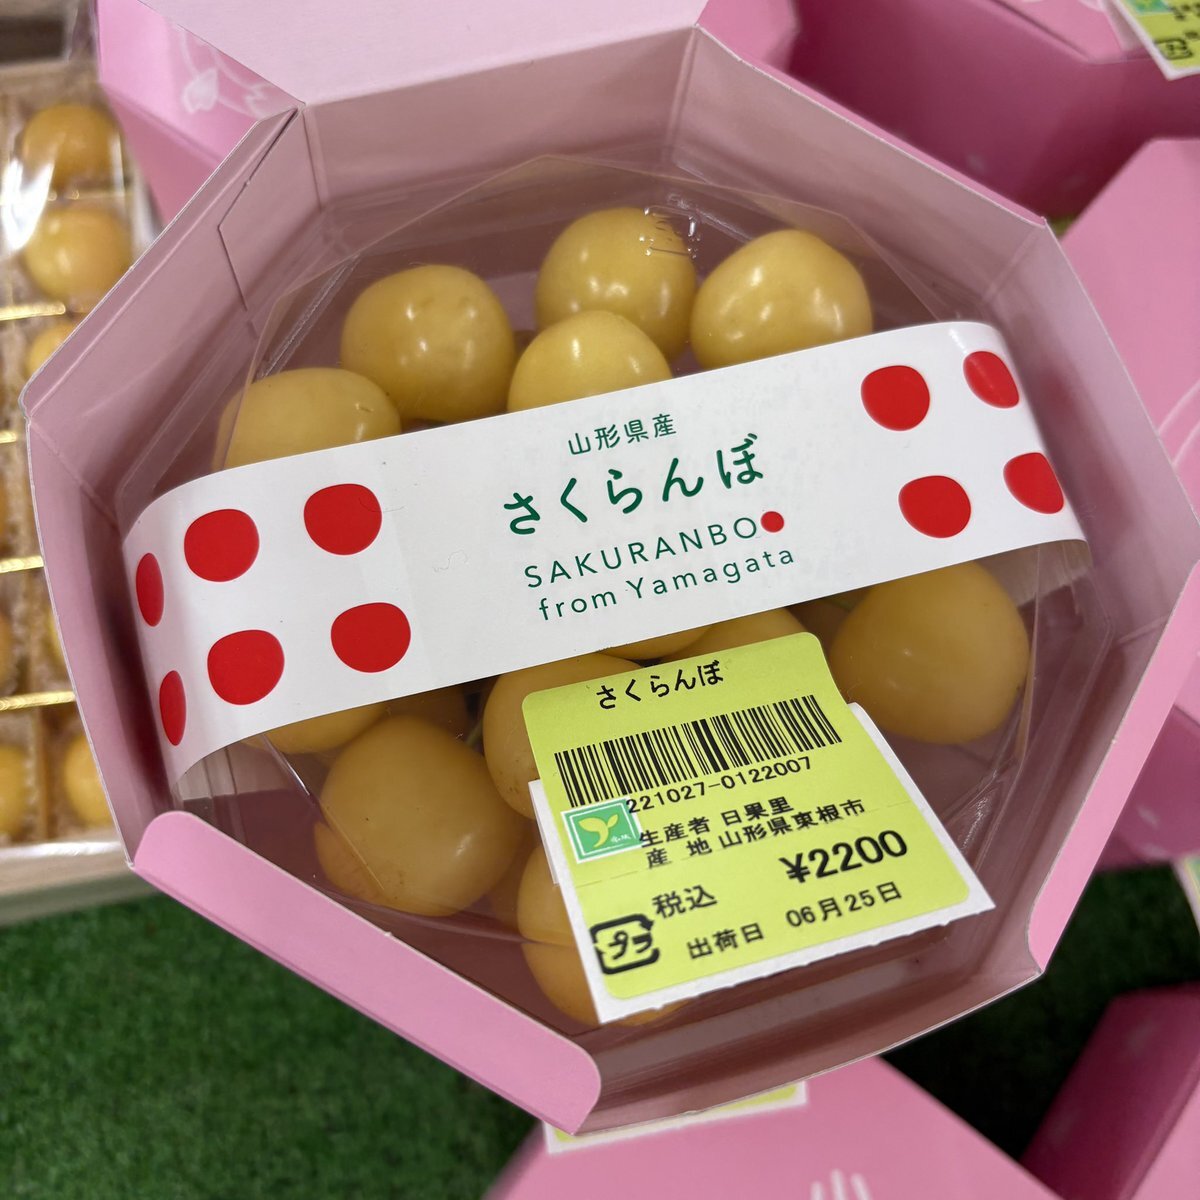 山形県産
さくらんぼ
SAKURANBO
from Yamagata
さくらんぼ
221027-0122007
生産者 日果里
産 地 山形県東根市
税込 ¥2200
プラ
出荷日 06月25日